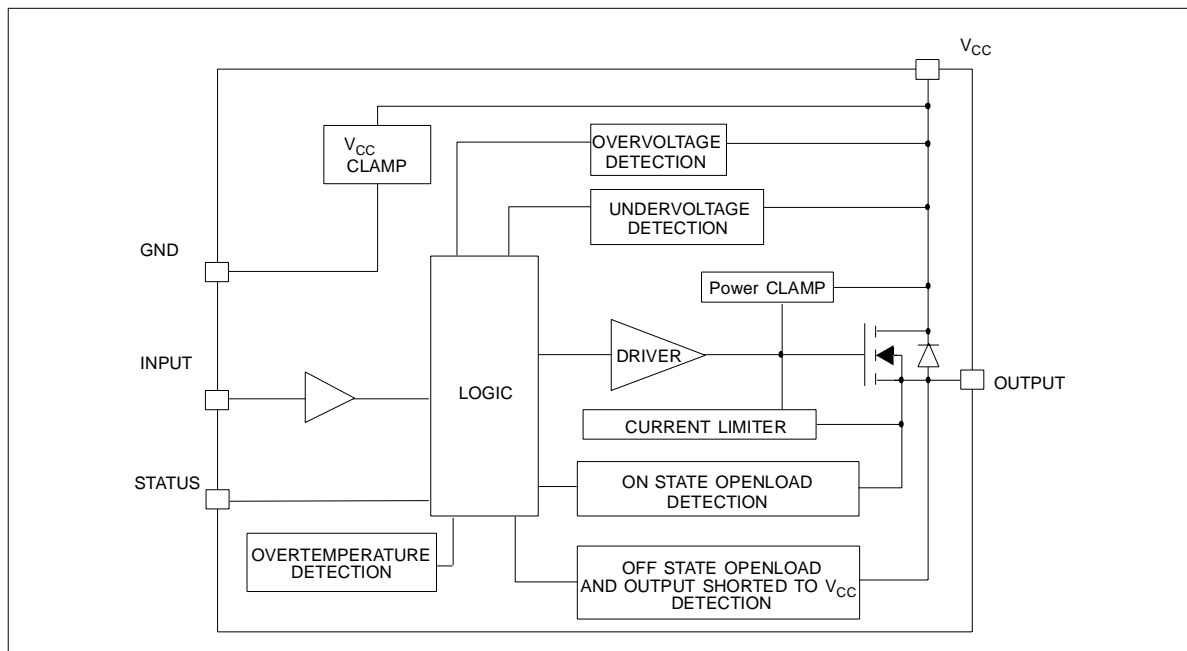 VCC
VCC
CLAMP
OVERVOLTAGE
DETECTION
UNDERVOLTAGE
DETECTION
GND
Power CLAMP
INPUT
DRIVER
LOGIC
OUTPUT
CURRENT LIMITER
STATUS
ON STATE OPENLOAD
DETECTION
OVERTEMPERATURE
DETECTION
OFF STATE OPENLOAD
AND OUTPUT SHORTED TO VCC
DETECTION